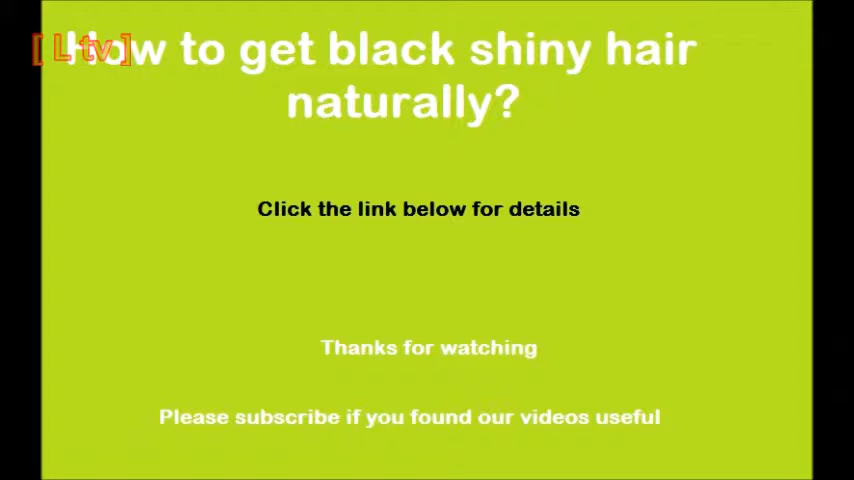 [ L tv ]
How to get black shiny hair
naturally?
Click the link below for details
Thanks for watching
Please subscribe if you found our videos useful